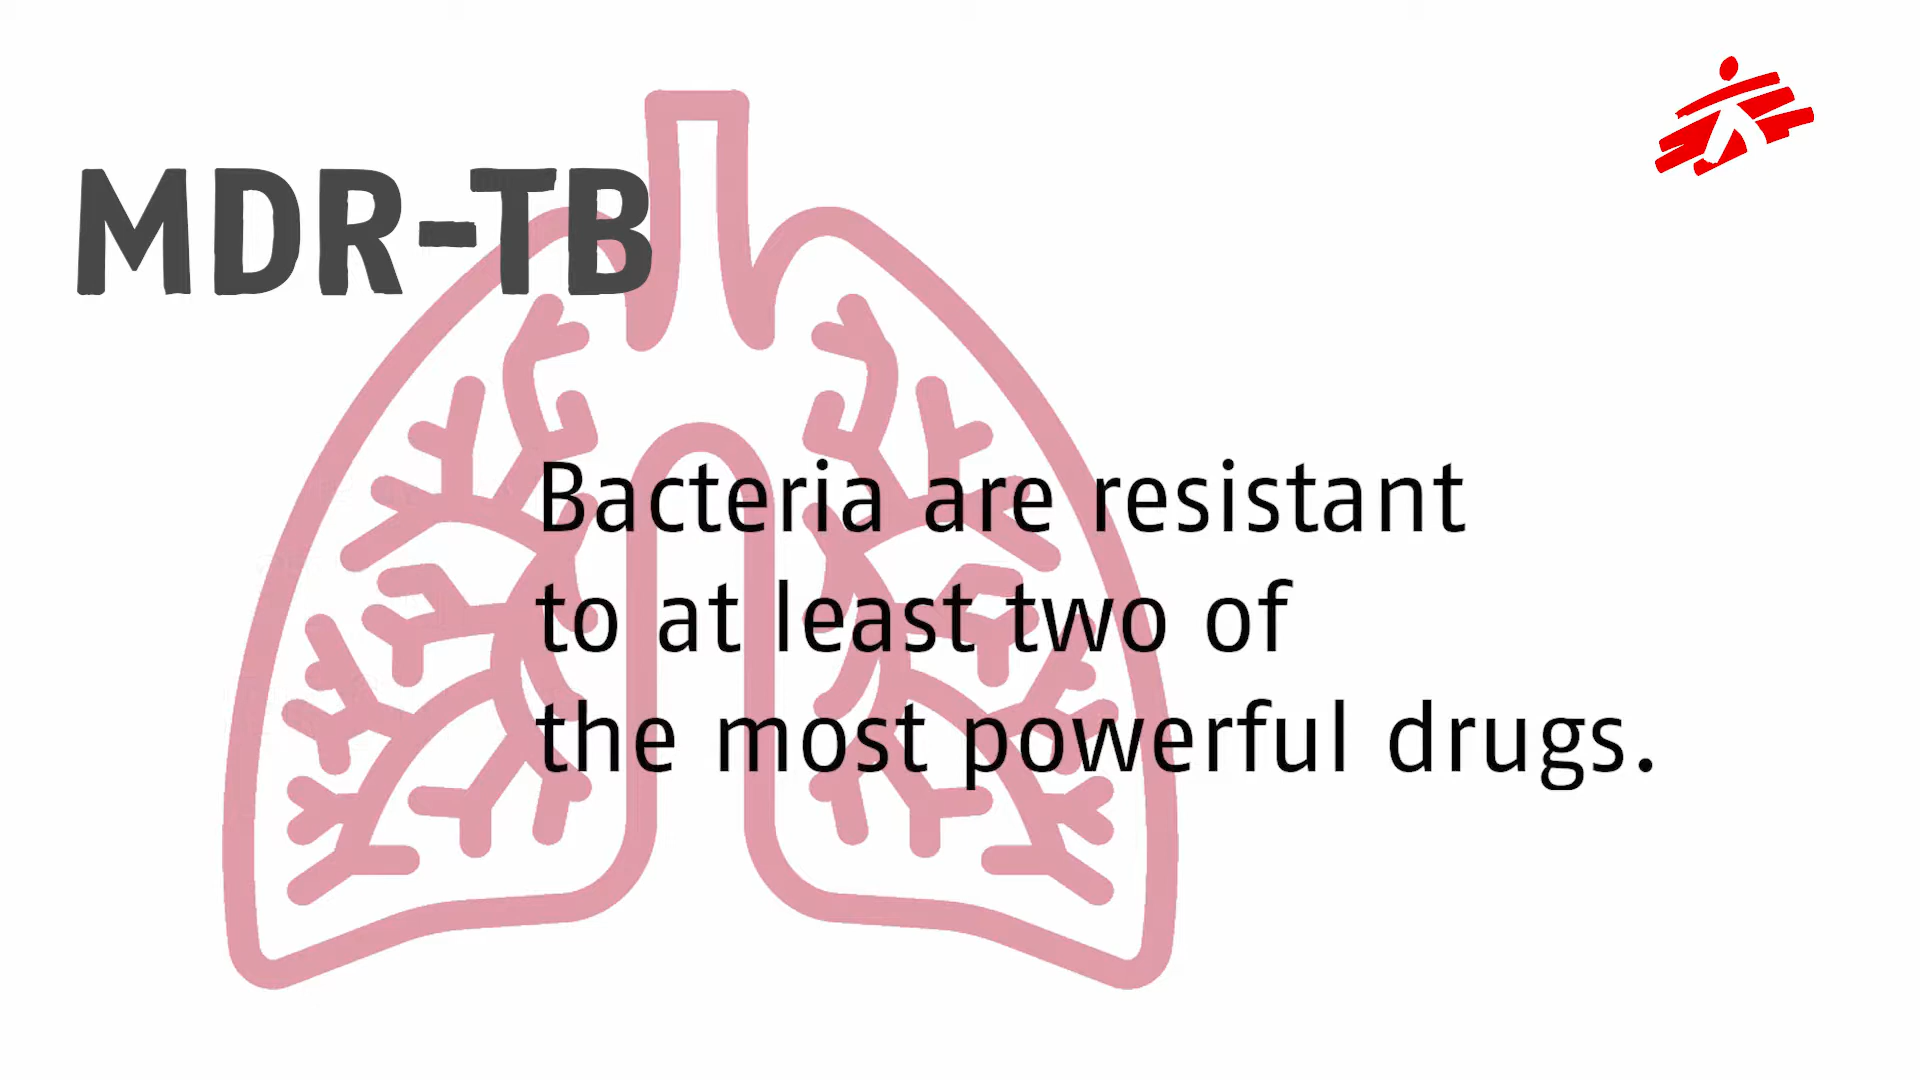 MDR-TB
Bacteria are resistant
to at least two of
the most powerful drugs.